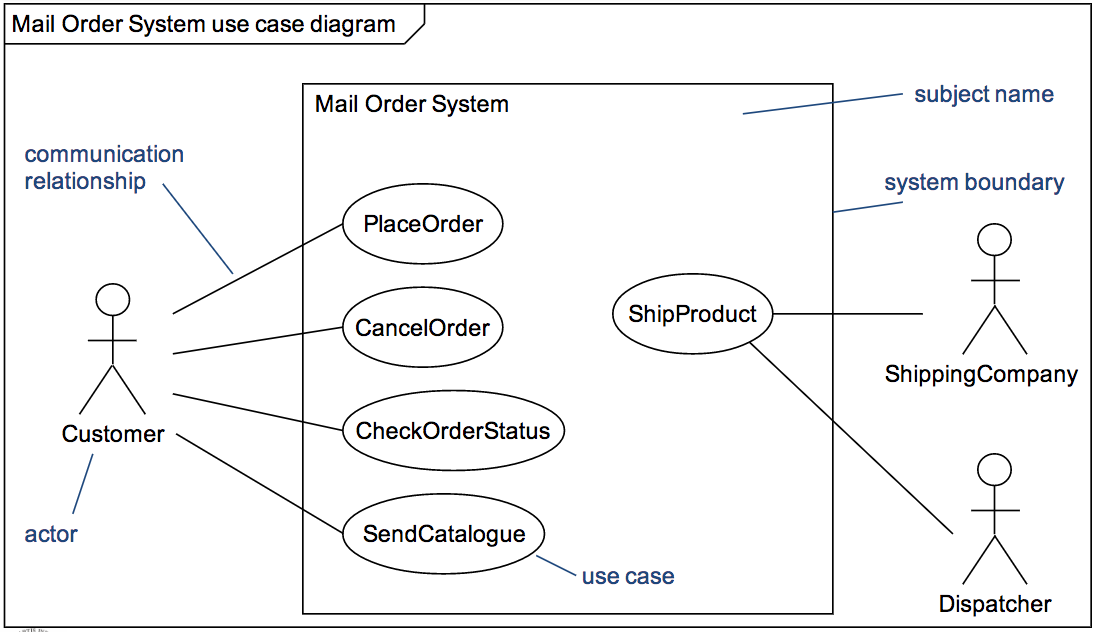 Mail Order System use case diagram
Mail Order System
subject name
communication
relationship
system boundary
PlaceOrder
CancelOrder
ShipProduct
CheckOrderStatus
SendCatalogue
Customer
ShippingCompany
actor
use case
Dispatcher